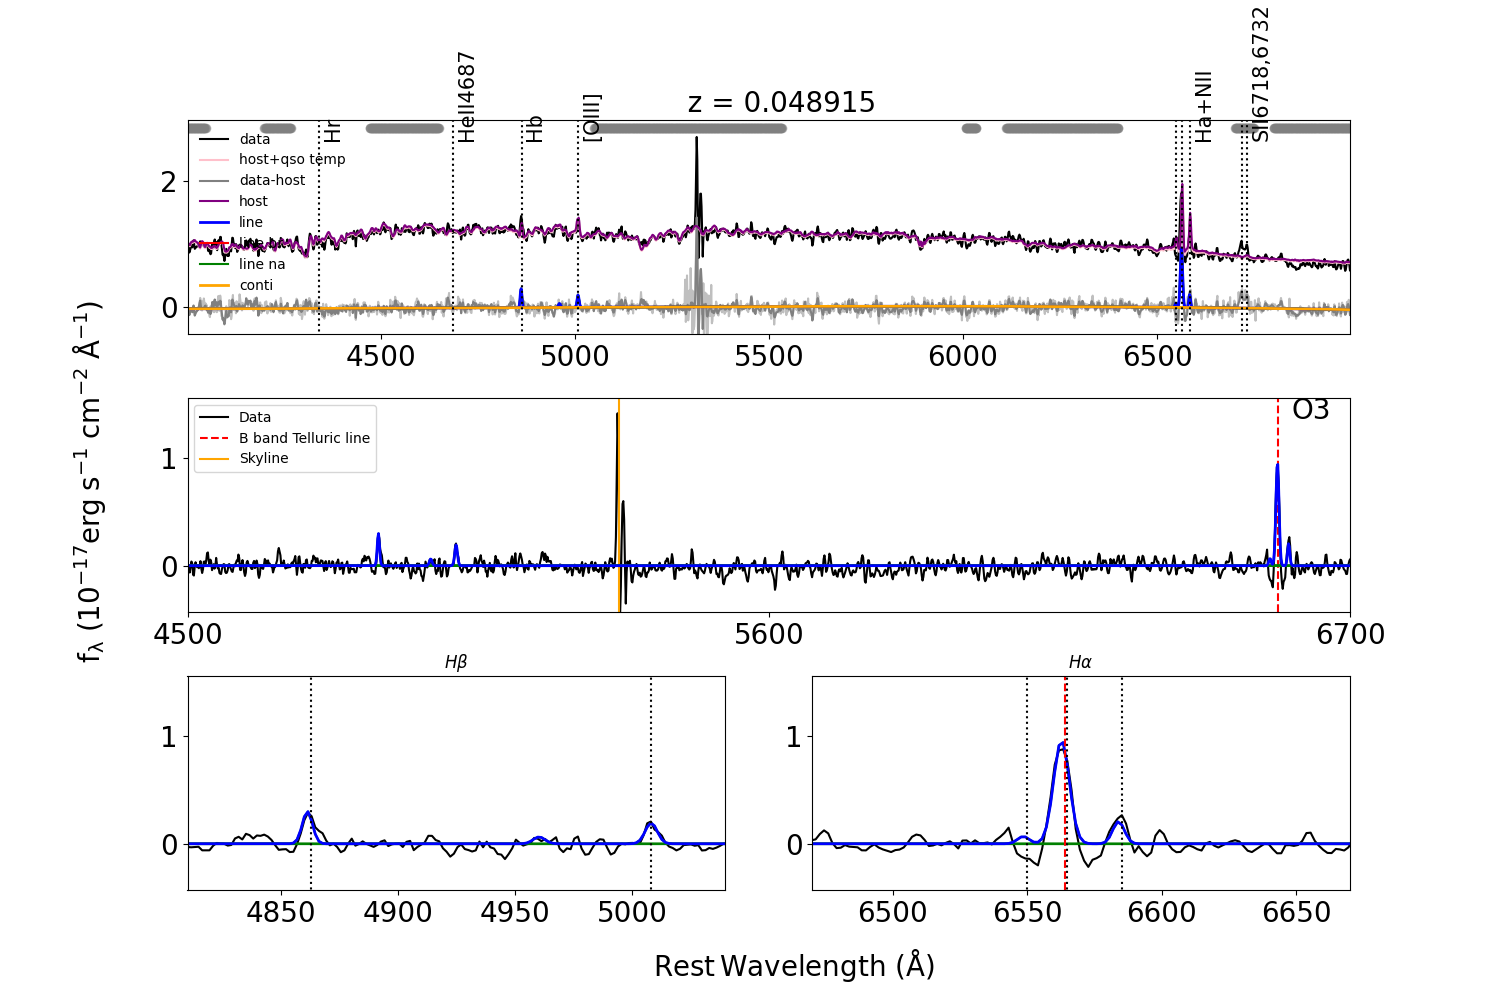 z = 0.048915
Hr
HeII4687
Hb
[OIII]
Ha+NII
SII6718,6732
data
host+qso temp
data-host
host
line
line
line na
conti
2
0
4500
5000
5500
6000
6500
fλ (10−17erg s−1 cm−2 Å−1)
Data
B band Telluric line
Skyline
O3
1
0
4500
5600
6700
Hβ
1
0
4850
4900
4950
5000
Hα
1
0
6500
6550
6600
6650
Rest Wavelength (Å)